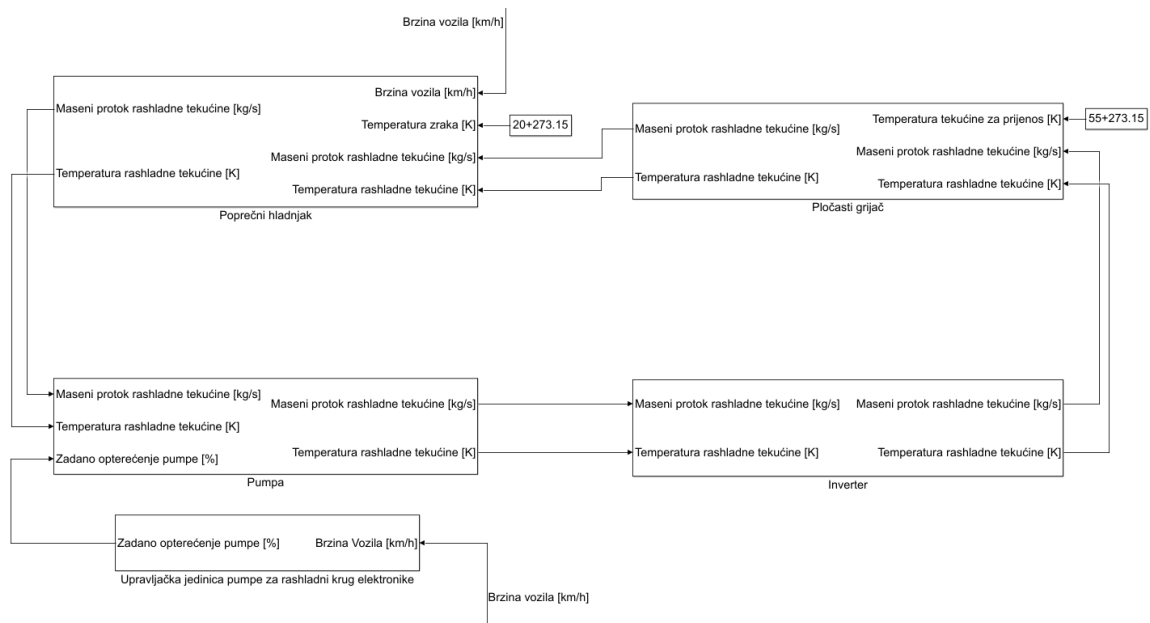 Brzina vozila [km/h]
Maseni protok rashladne tekućine [kg/s]
Temperatura rashladne tekućine [K]
Brzina vozila [km/h]
Temperatura zraka [K]
Maseni protok rashladne tekućine [kg/s]
Temperatura rashladne tekućine [K]
20+273.15
Poprečni hladnjak
Maseni protok rashladne tekućine [kg/s]
Temperatura rashladne tekućine [K]
Temperatura tekućine za prijenos [K]
Maseni protok rashladne tekućine [kg/s]
Temperatura rashladne tekućine [K]
55+273.15
Pločasti grijač
Maseni protok rashladne tekućine [kg/s]
Temperatura rashladne tekućine [K]
Zadano opterećenje pumpe [%]
Maseni protok rashladne tekućine [kg/s]
Temperatura rashladne tekućine [K]
Pumpa
Maseni protok rashladne tekućine [kg/s]
Temperatura rashladne tekućine [K]
Maseni protok rashladne tekućine [kg/s]
Temperatura rashladne tekućine [K]
Inverter
Zadano opterećenje pumpe [%]
Brzina Vozila [km/h]
Upravljačka jedinica pumpe za rashladni krug elektronike
Brzina vozila [km/h]